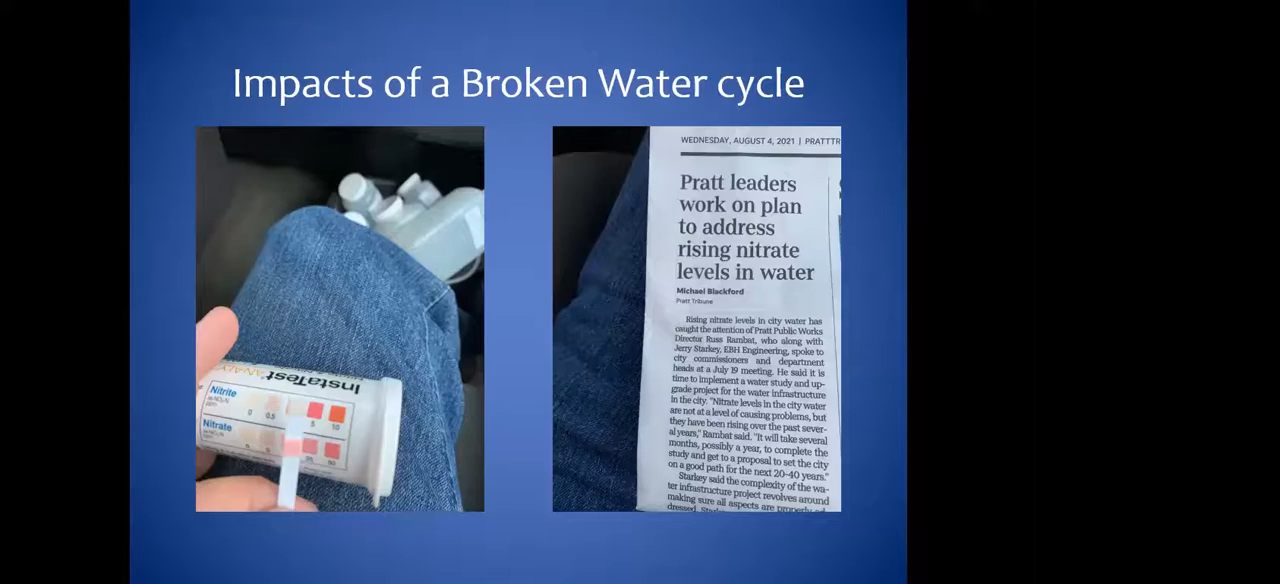 Impacts of a Broken Water cycle
InstaTest
Nitrite
0 0.5 5 10
Nitrate
WEDNESDAY, AUGUST 4, 2021 | PRATTTR
Pratt leaders
work on plan
to address
rising nitrate
levels in water
Michael Blackford
Pratt Tribune
Rising nitrate levels in city water has
caught the attention of Pratt Public Works
Director Russ Rambat, who along with
Jerry Starkey, EBH Engineering, spoke to
city commissioners and department
heads at a July 19 meeting. He said it is
time to implement a water study and up-
grade project for the water infrastructure
in the city. "Nitrate levels in the city water
are not at a level of causing problems, but
they have been rising over the past sever-
al years," Rambat said. "It will take several
months, possibly a year, to complete the
study and get to a proposal to set the city
on a good path for the next 20-40 years."
Starkey said the complexity of the wa-
ter infrastructure project revolves around
making sure all aspects are properly ad-
dressed.